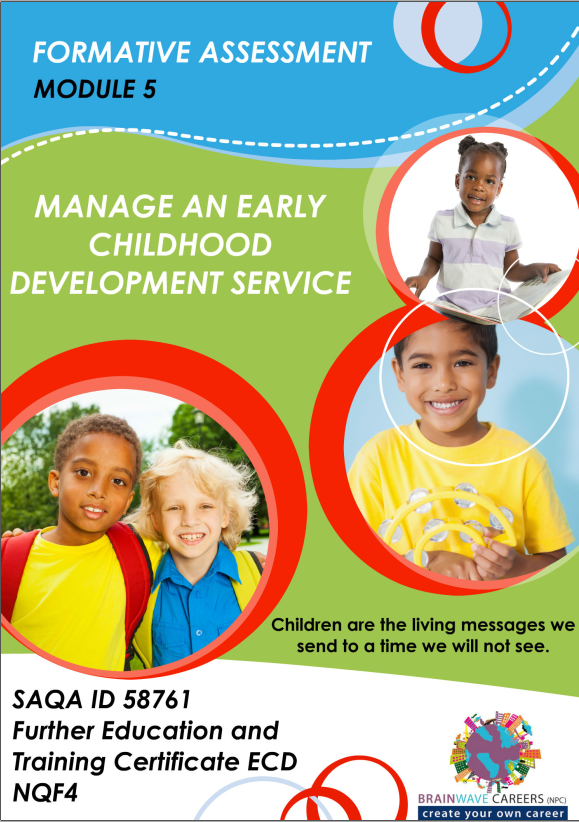 FORMATIVE ASSESSMENT
MODULE 5
MANAGE AN EARLY
CHILDHOOD
DEVELOPMENT SERVICE
Children are the living messages we
send to a time we will not see.
SAQA ID 58761
Further Education and
Training Certificate ECD
NQF4
BRAINWAVE CAREERS (NPC)
create your own career